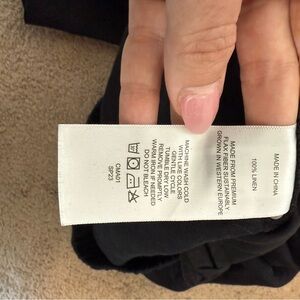 MADE IN CHINA
100% LINEN
MADE FROM PREMIUM
FLAX FIBER SUSTAINABLY
GROWN IN WESTERN EUROPE
MACHINE WASH COLD
WITH LIKE COLORS
GENTLE CYCLE
TUMBLE DRY LOW
REMOVE PROMPTLY
WARM IRON IF NEEDED
DO NOT BLEACH
CMA01
SP23